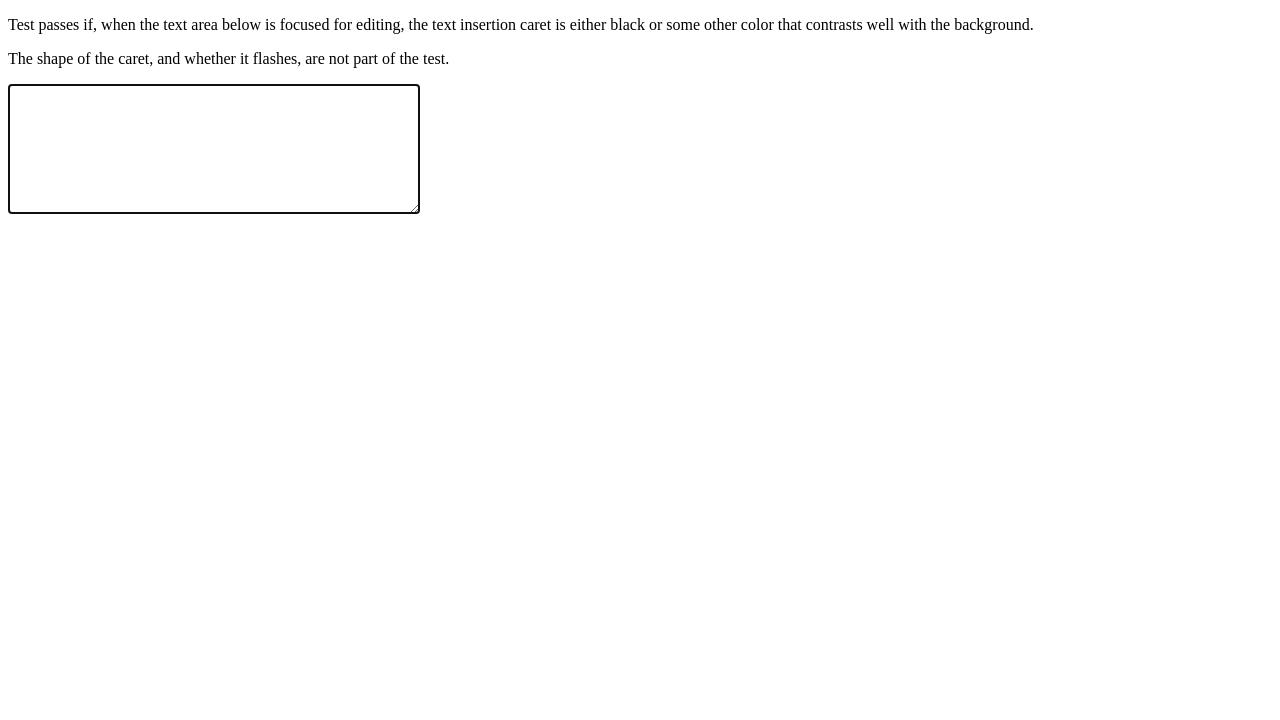 Test passes if, when the text area below is focused for editing, the text insertion caret is either black or some other color that contrasts well with the background.
The shape of the caret, and whether it flashes, are not part of the test.